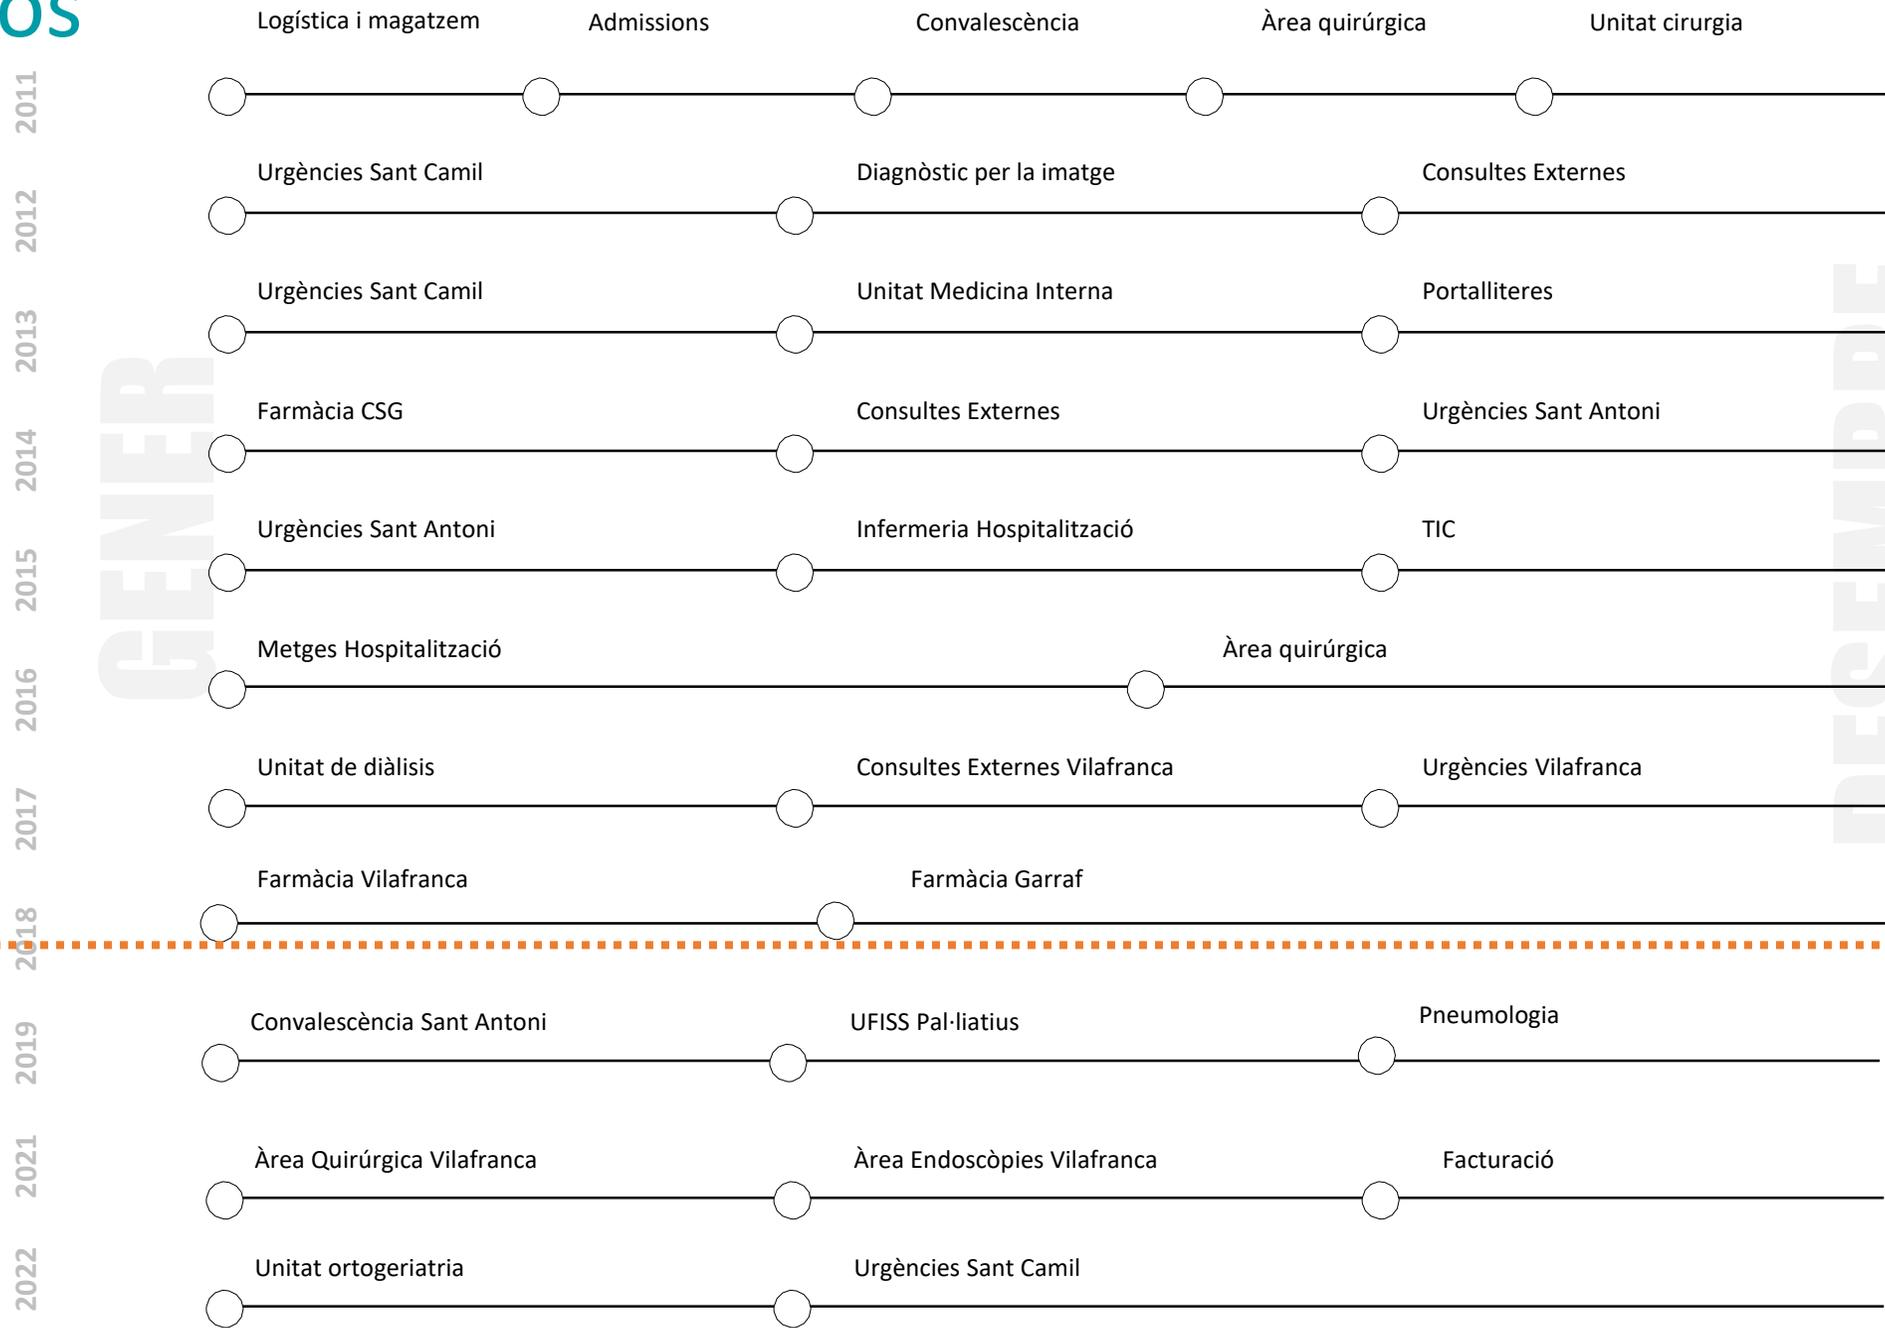 os
Logística i magatzem
Admissions
Convalescència
Àrea quirúrgica
Unitat cirurgia
2011
Urgències Sant Camil
Diagnòstic per la imatge
Consultes Externes
2012
Urgències Sant Camil
Unitat Medicina Interna
Portalliteres
2013
Farmàcia CSG
Consultes Externes
Urgències Sant Antoni
2014
GENER
DESEMBRE
Urgències Sant Antoni
Infermeria Hospitalització
TIC
2015
Metges Hospitalització
Àrea quirúrgica
2016
Unitat de diàlisis
Consultes Externes Vilafranca
Urgències Vilafranca
2017
Farmàcia Vilafranca
Farmàcia Garraf
2018
Convalescència Sant Antoni
UFISS Pal·liatius
Pneumologia
2019
Àrea Quirúrgica Vilafranca
Àrea Endoscòpies Vilafranca
Facturació
2021
Unitat ortogeriatria
Urgències Sant Camil
2022